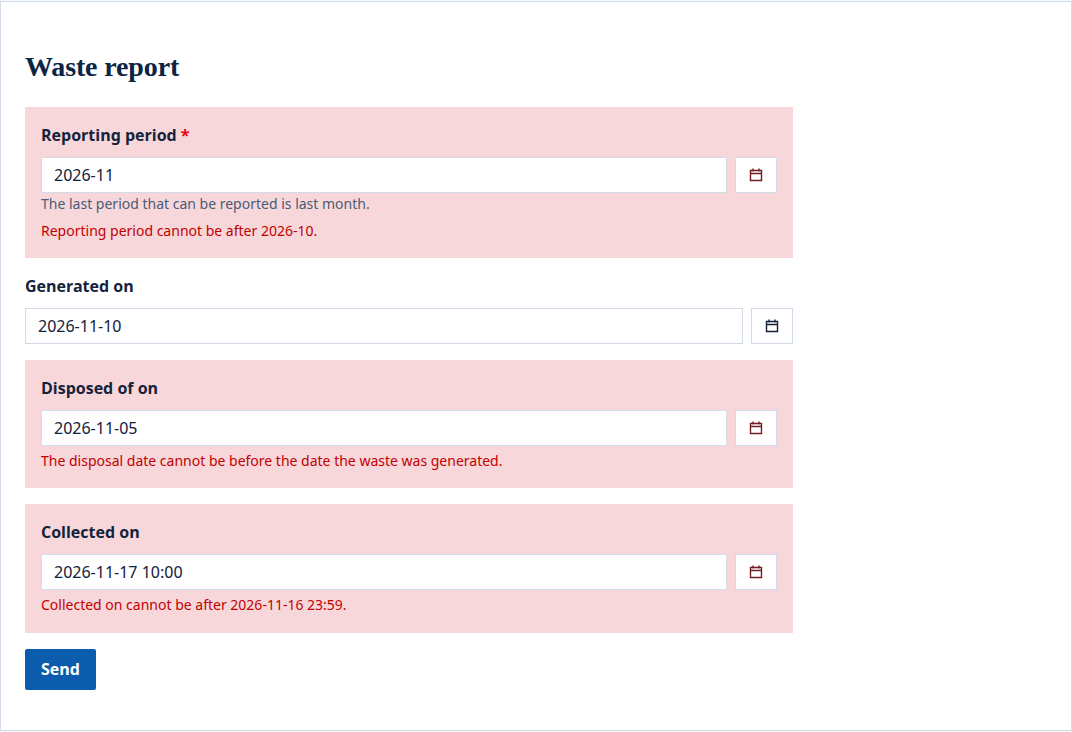 Waste report
Reporting period *
2026-11
The last period that can be reported is last month.
Reporting period cannot be after 2026-10.
Generated on
2026-11-10
Disposed of on
2026-11-05
The disposal date cannot be before the date the waste was generated.
Collected on
2026-11-17 10:00
Collected on cannot be after 2026-11-16 23:59.
Send